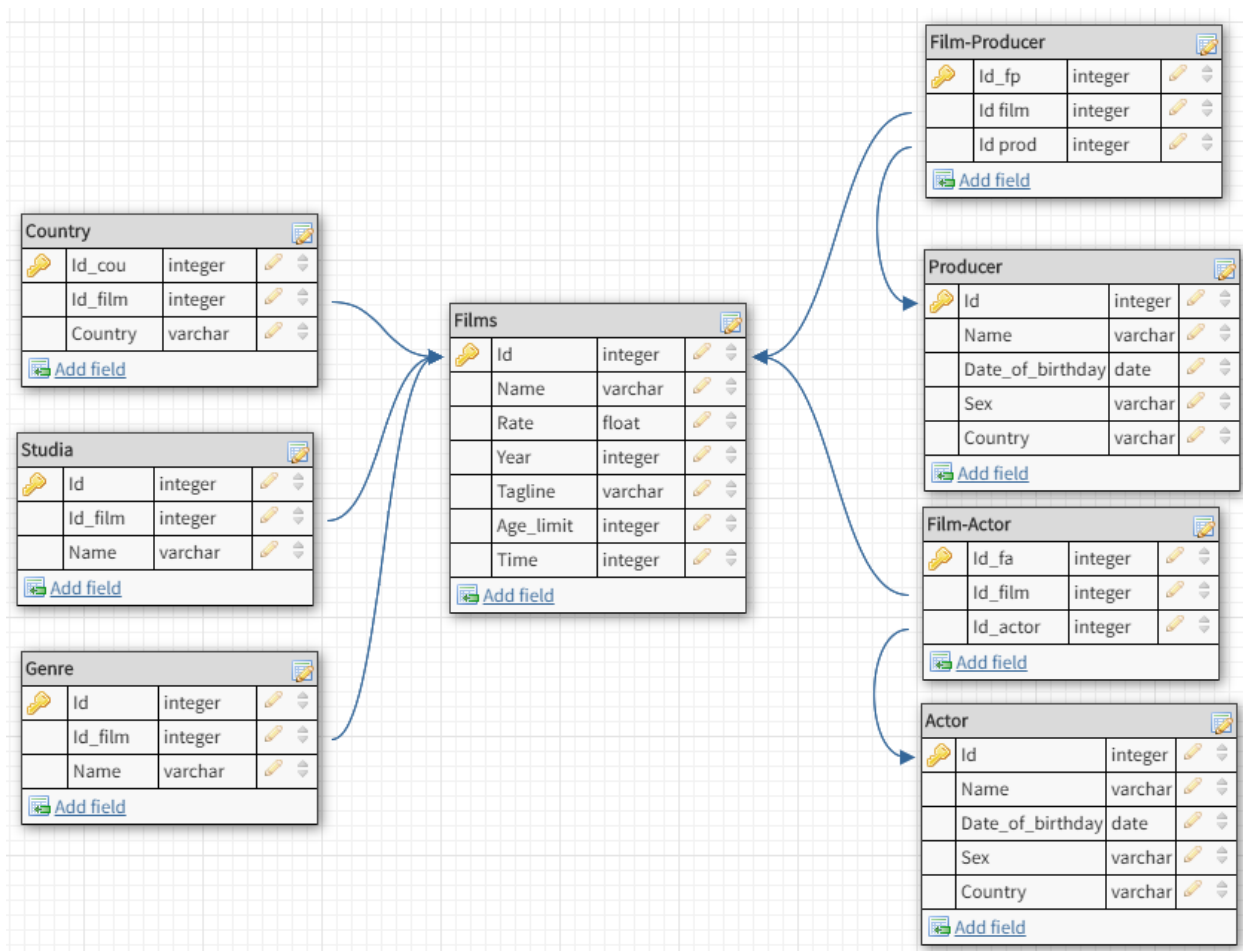 Country
Id_cou integer
Id_film integer
Country varchar
Add field
Studia
Id integer
Id_film integer
Name varchar
Add field
Genre
Id integer
Id_film integer
Name varchar
Add field
Films
Id integer
Name varchar
Rate float
Year integer
Tagline varchar
Age_limit integer
Time integer
Add field
Film-Producer
Id_fp integer
Id film integer
Id prod integer
Add field
Producer
Id integer
Name varchar
Date_of_birthday date
Sex varchar
Country varchar
Add field
Film-Actor
Id_fa integer
Id_film integer
Id_actor integer
Add field
Actor
Id integer
Name varchar
Date_of_birthday date
Sex varchar
Country varchar
Add field